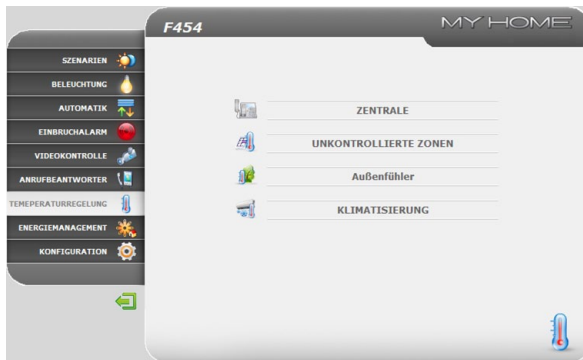 F454
MY HOME
SZENARIEN
BELEUCHTUNG
AUTOMATIK
EINBRUCHALARM
VIDEOKONTROLLE
ANRUFBEANTWORTER
TEMEPERATURREGELUNG
ENERGIEMANAGEMENT
KONFIGURATION
ZENTRALE
UNKONTROLLIERTE ZONEN
Außenfühler
KLIMATISIERUNG